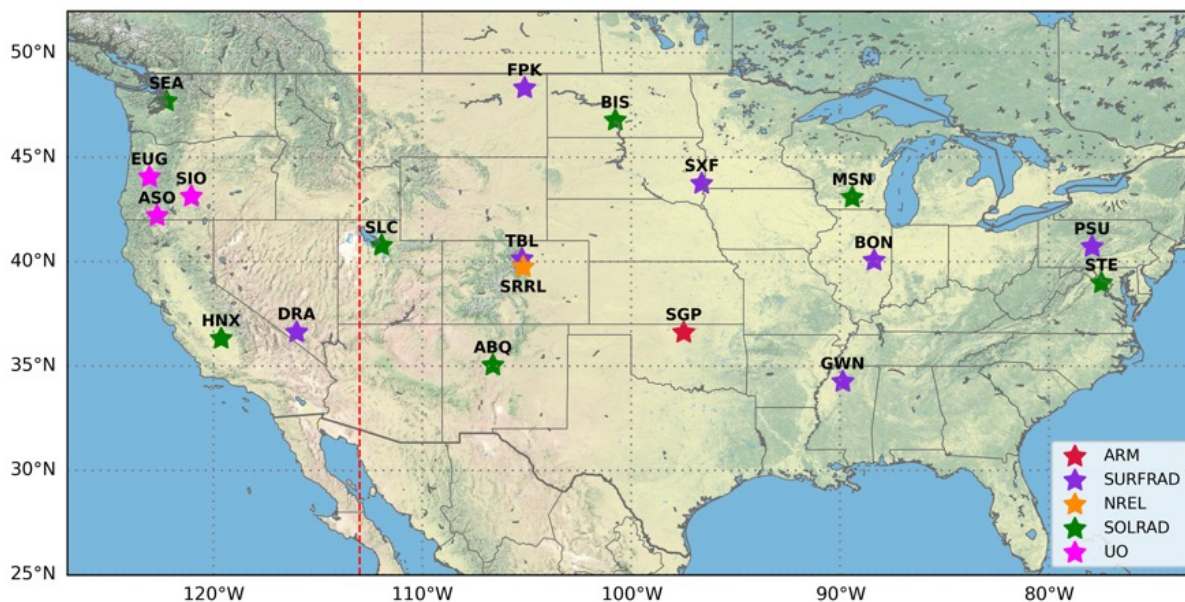 50°N
45°N
40°N
35°N
30°N
25°N
120°W
110°W
100°W
90°W
80°W
SEA
FPK
BIS
EUG
SIO
ASO
SXF
MSN
SLC
TBL
SRRL
BON
PSU
STE
HNX
DRA
ABQ
SGP
GWN
ARM
SURFRAD
NREL
SOLRAD
UO